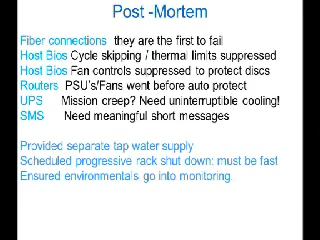 Post -Mortem
Fiber connections they are the first to fail
Host Bios Cycle skipping / thermal limits suppressed
Host Bios Fan controls suppressed to protect discs
Routers PSU's/Fans went before auto protect
UPS Mission creep? Need uninterruptible cooling!
SMS Need meaningful short messages
Provided separate tap water supply
Scheduled progressive rack shut down: must be fast
Ensured environmentals go into monitoring.